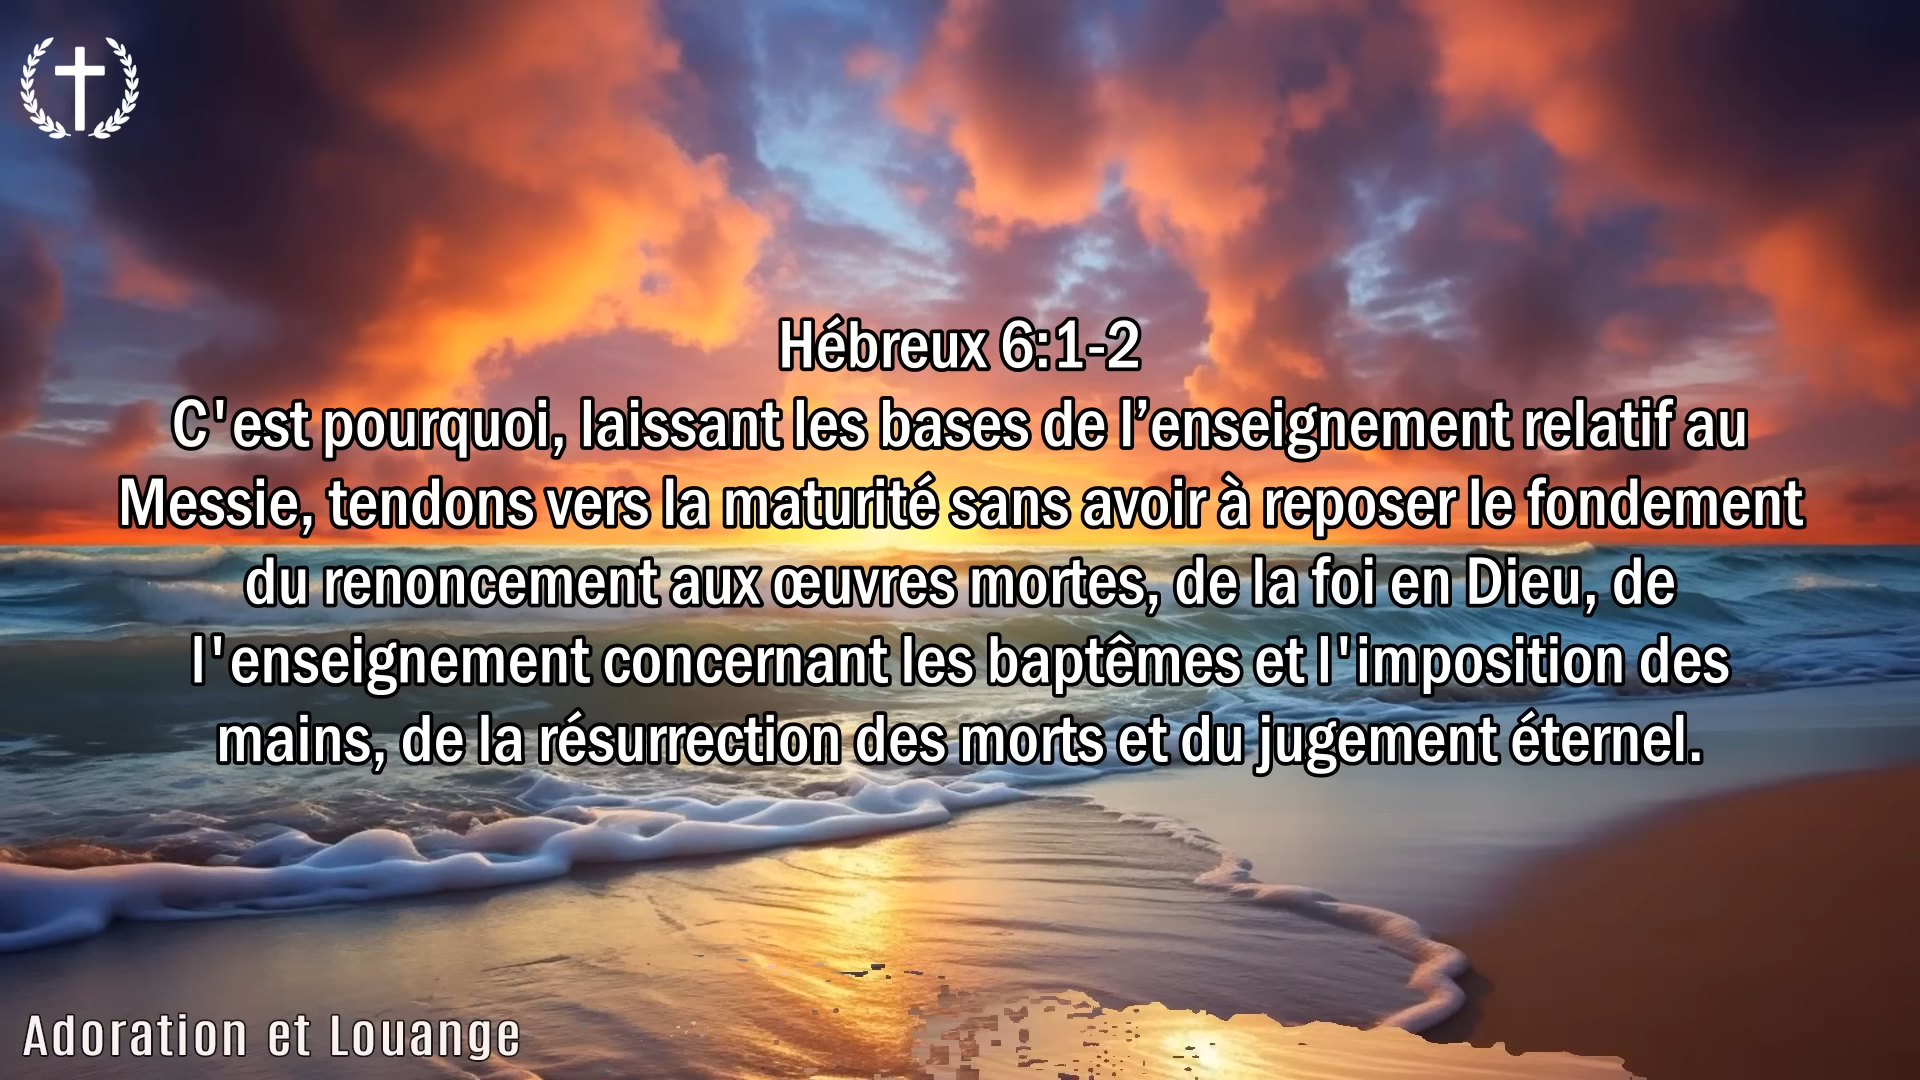 Hébreux 6:1-2
C'est pourquoi, laissant les bases de l’enseignement relatif au
Messie, tendons vers la maturité sans avoir à reposer le fondement
du renoncement aux œuvres mortes, de la foi en Dieu, de
l'enseignement concernant les baptêmes et l'imposition des
mains, de la résurrection des morts et du jugement éternel.
Adoration et Louange